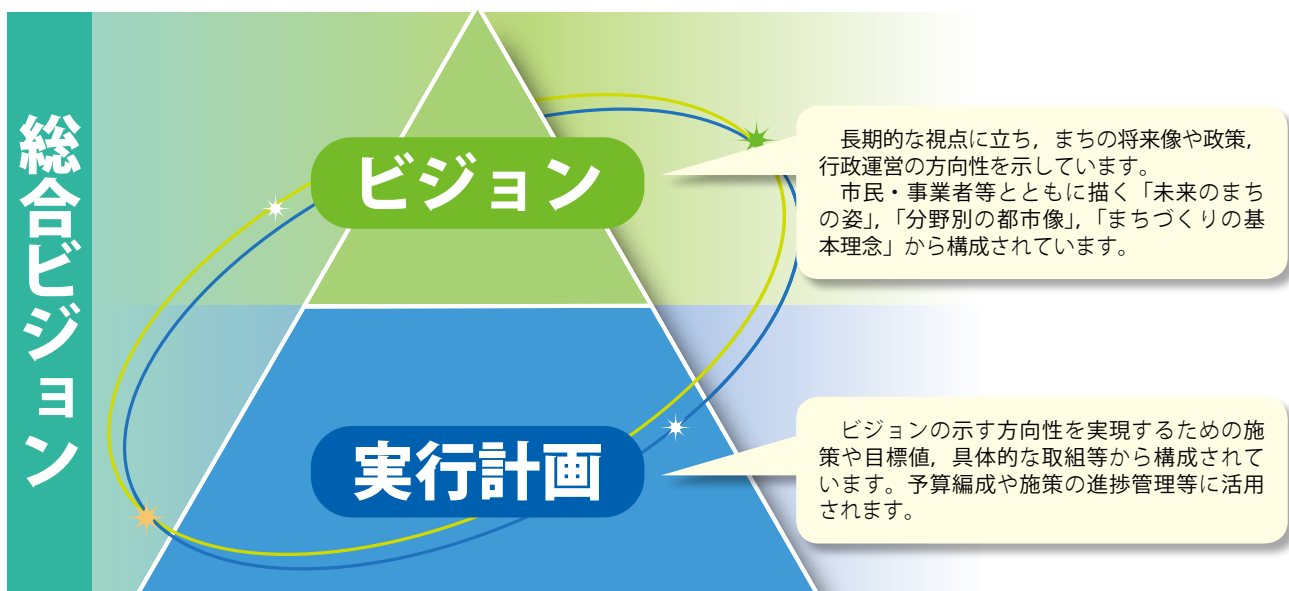 総合ビジョン
ビジョン
　長期的な視点に立ち，まちの将来像や政策，
行政運営の方向性を示しています。
　市民・事業者等とともに描く「未来のまち
の姿」，「分野別の都市像」，「まちづくりの基
本理念」から構成されています。
実行計画
　ビジョンの示す方向性を実現するための施
策や目標値，具体的な取組等から構成されて
います。予算編成や施策の進捗管理等に活用
されます。